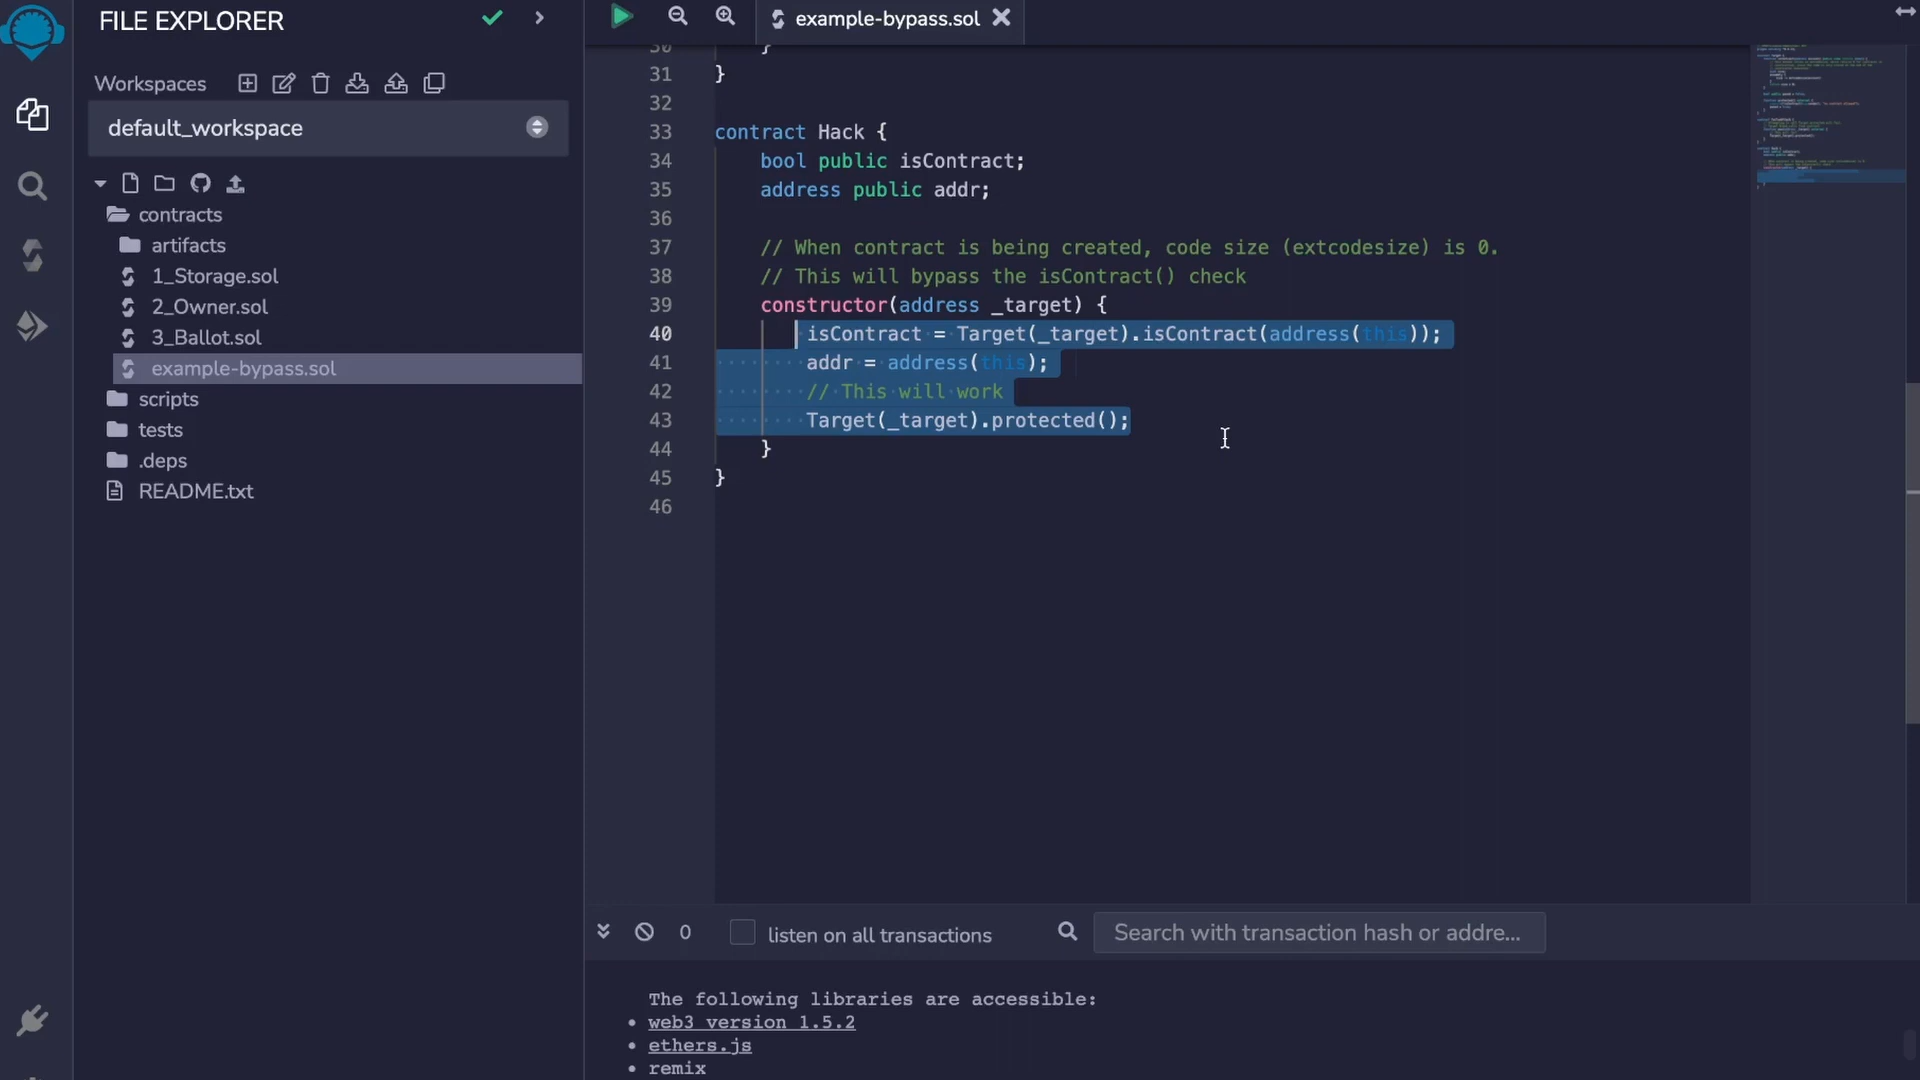 FILE EXPLORER
Workspaces
default_workspace
contracts
artifacts
1_Storage.sol
2_Owner.sol
3_Ballot.sol
example-bypass.sol
scripts
tests
.deps
README.txt
example-bypass.sol
30 }
31 }
32
33 contract Hack {
34 bool public isContract;
35 address public addr;
36
37 // When contract is being created, code size (extcodesize) is 0.
38 // This will bypass the isContract() check
39 constructor(address _target) {
40 isContract = Target(_target).isContract(address(this));
41 addr = address(this);
42 // This will work
43 Target(_target).protected();
44 }
45 }
46
0 listen on all transactions Search with transaction hash or addre...
The following libraries are accessible:
• web3 version 1.5.2
• ethers.js
• remix